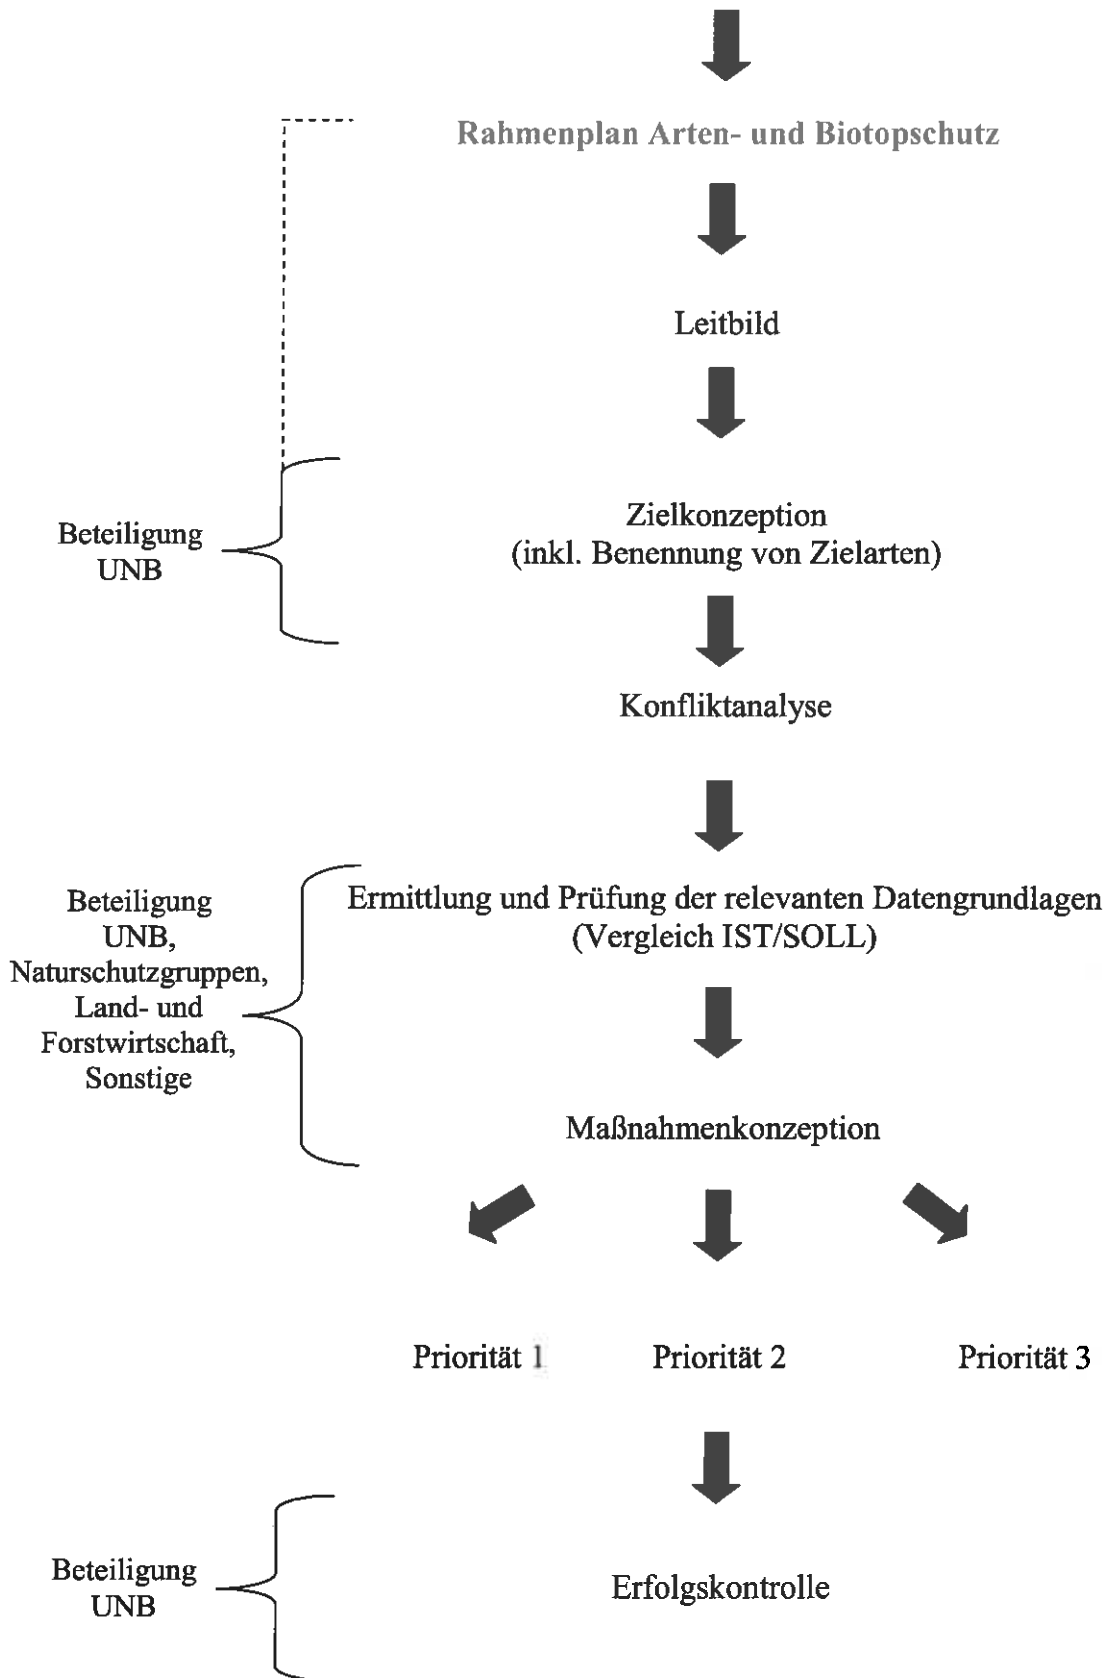 Rahmenplan Arten- und Biotopschutz
Leitbild
Beteiligung
UNB
Zielkonzeption
(inkl. Benennung von Zielarten)
Konfliktanalyse
Beteiligung
UNB,
Naturschutzgruppen,
Land- und
Forstwirtschaft,
Sonstige
Ermittlung und Prüfung der relevanten Datengrundlagen
(Vergleich IST/SOLL)
Maßnahmenkonzeption
Priorität 1
Priorität 2
Priorität 3
Beteiligung
UNB
Erfolgskontrolle